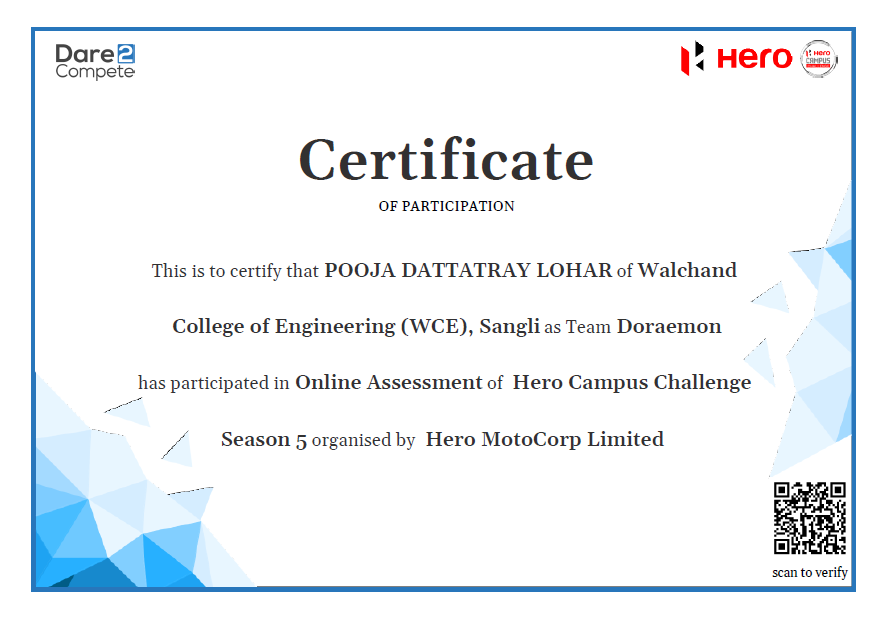 Dare2
Compete
Hero
Hero
CAMPUS
Certificate
OF PARTICIPATION
This is to certify that POOJA DATTATRAY LOHAR of Walchand
College of Engineering (WCE), Sangli as Team Doraemon
has participated in Online Assessment of Hero Campus Challenge
Season 5 organised by Hero MotoCorp Limited
scan to verify